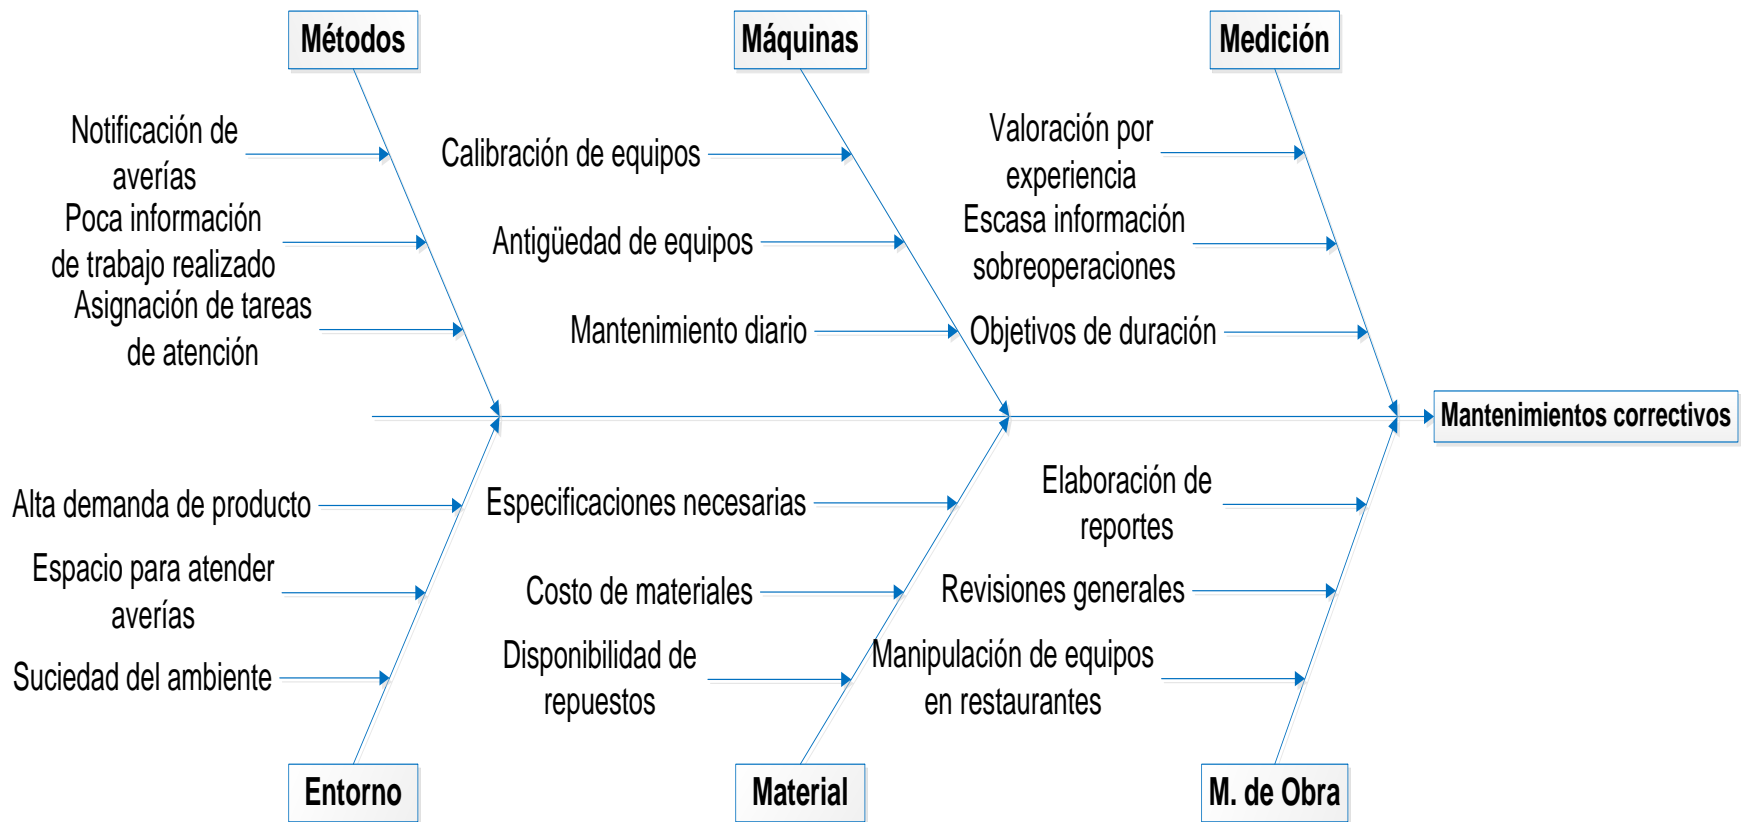 Métodos
Máquinas
Medición
Notificación de
averías
Poca información
de trabajo realizado
Asignación de tareas
de atención
Calibración de equipos
Antigüedad de equipos
Mantenimiento diario
Valoración por
experiencia
Escasa información
sobreoperaciones
Objetivos de duración
Mantenimientos correctivos
Alta demanda de producto
Espacio para atender
averías
Suciedad del ambiente
Especificaciones necesarias
Costo de materiales
Disponibilidad de
repuestos
Elaboración de
reportes
Revisiones generales
Manipulación de equipos
en restaurantes
Entorno
Material
M. de Obra